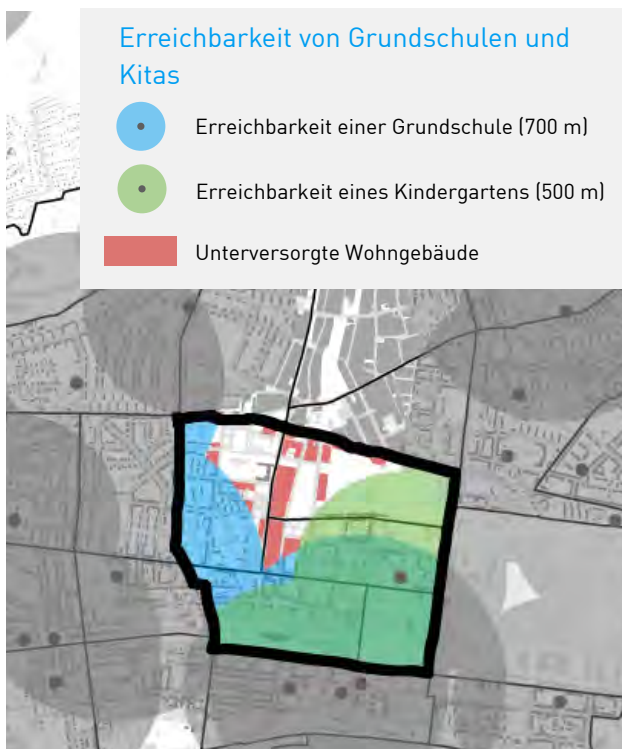 Erreichbarkeit von Grundschulen und
Kitas
Erreichbarkeit einer Grundschule (700 m)
Erreichbarkeit eines Kindergartens (500 m)
Unterversorgte Wohngebäude